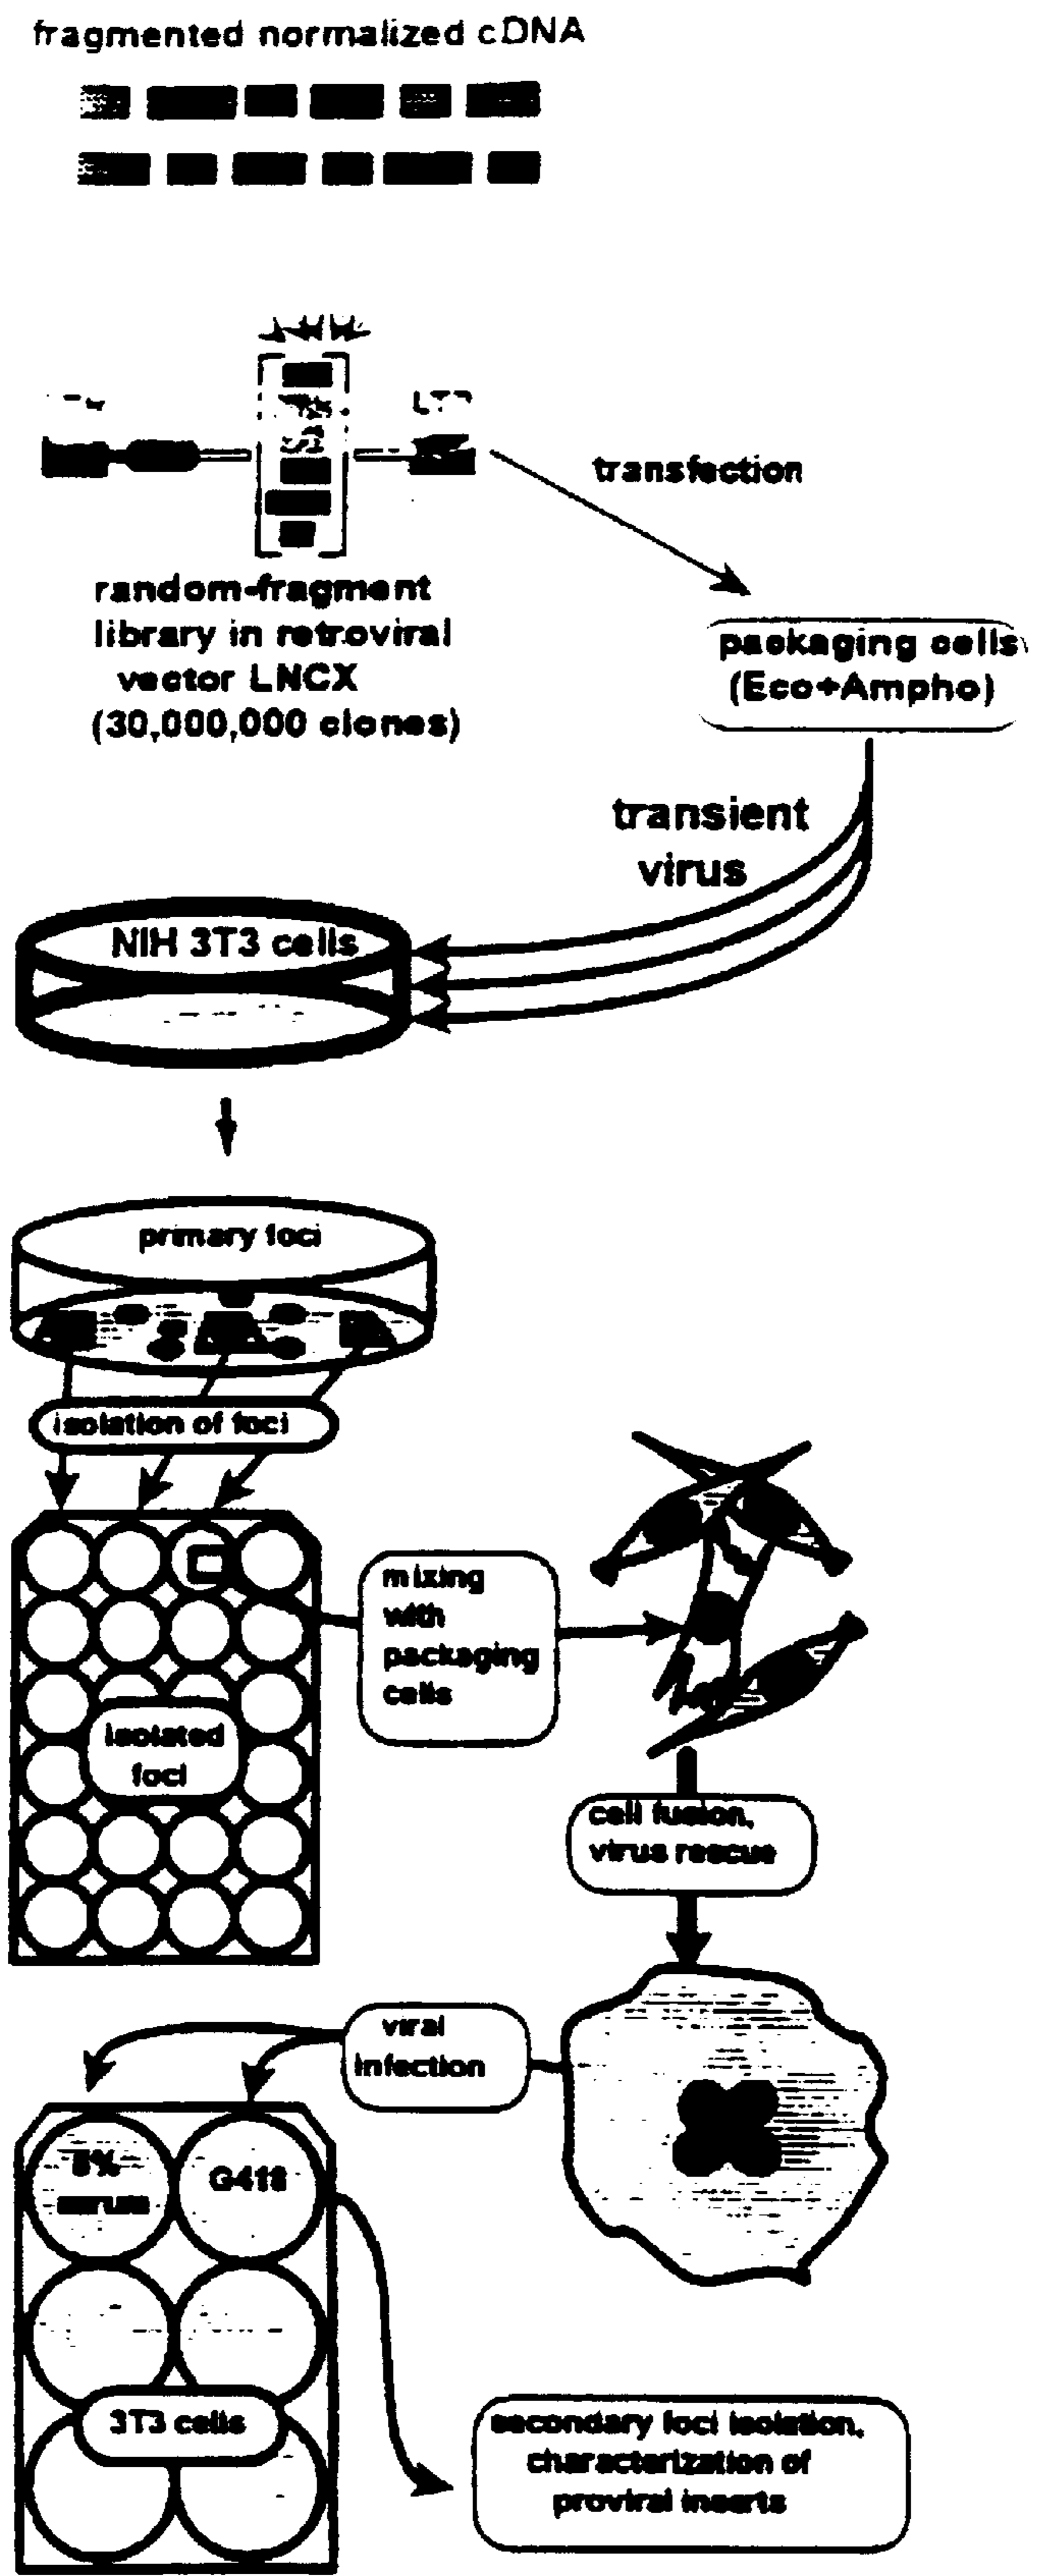 fragmented normalized cDNA
transfection
random-fragment
library in retroviral
vector LNCX
(30,000,000 clones)
packaging cells
(Eco+Ampho)
transient
virus
NIH 3T3 cells
primary foci
isolation of foci
mixing
with
packaging
cells
isolated
foci
cell fusion,
virus rescue
viral
infection
serum
3T3 cells
secondary foci isolation,
characterization of
proviral inserts